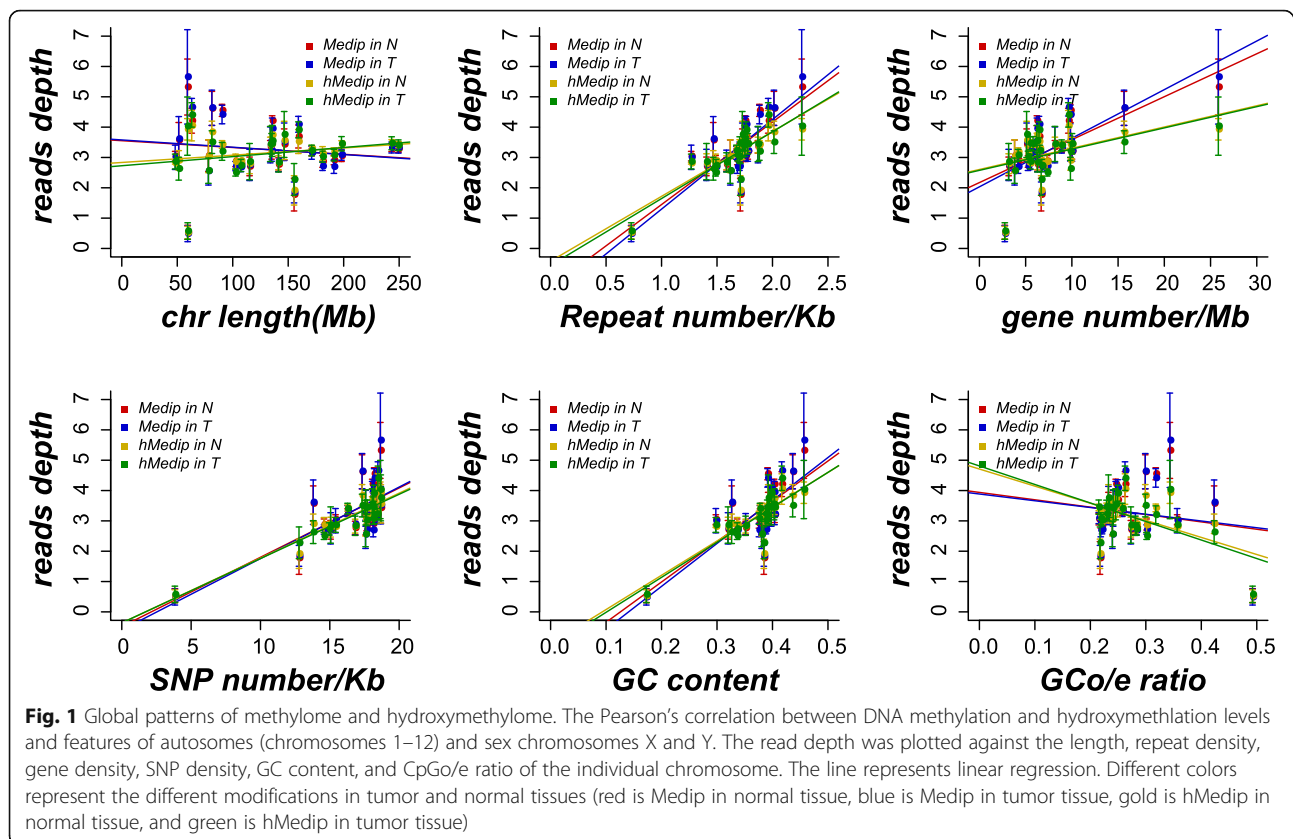 reads depth
7
6
5
4
3
2
1
0
Medip in N
Medip in T
hMedip in N
hMedip in T
0 50 100 150 200 250
chr length(Mb)
reads depth
7
6
5
4
3
2
1
0
Medip in N
Medip in T
hMedip in N
hMedip in T
0.0 0.5 1.0 1.5 2.0 2.5
Repeat number/Kb
reads depth
7
6
5
4
3
2
1
0
Medip in N
Medip in T
hMedip in N
hMedip in T
0 5 10 15 20 25 30
gene number/Mb
reads depth
7
6
5
4
3
2
1
0
Medip in N
Medip in T
hMedip in N
hMedip in T
0 5 10 15 20
SNP number/Kb
reads depth
7
6
5
4
3
2
1
0
Medip in N
Medip in T
hMedip in N
hMedip in T
0.0 0.1 0.2 0.3 0.4 0.5
GC content
reads depth
7
6
5
4
3
2
1
0
Medip in N
Medip in T
hMedip in N
hMedip in T
0.0 0.1 0.2 0.3 0.4 0.5
GCo/e ratio
Fig. 1 Global patterns of methylome and hydroxymethylome. The Pearson's correlation between DNA methylation and hydroxymethlation levels
and features of autosomes (chromosomes 1–12) and sex chromosomes X and Y. The read depth was plotted against the length, repeat density,
gene density, SNP density, GC content, and CpGo/e ratio of the individual chromosome. The line represents linear regression. Different colors
represent the different modifications in tumor and normal tissues (red is Medip in normal tissue, blue is Medip in tumor tissue, gold is hMedip in
normal tissue, and green is hMedip in tumor tissue)